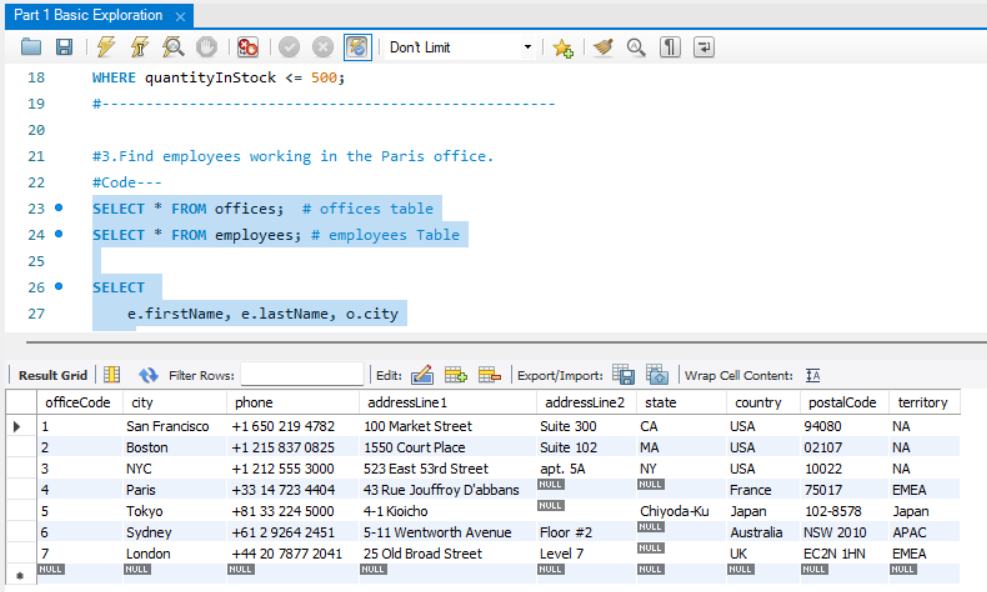 Part 1 Basic Exploration ×
Don't Limit
18 WHERE quantityInStock <= 500;
19 #-----------------------------------------------------
20
21 #3.Find employees working in the Paris office.
22 #Code---
23 SELECT * FROM offices;  # offices table
24 SELECT * FROM employees; # employees Table
25
26 SELECT
27     e.firstName, e.lastName, o.city
Result Grid Filter Rows: Edit: Export/Import: Wrap Cell Content: IA
officeCode city phone addressLine1 addressLine2 state country postalCode territory
1 San Francisco +1 650 219 4782 100 Market Street Suite 300 CA USA 94080 NA
2 Boston +1 215 837 0825 1550 Court Place Suite 102 MA USA 02107 NA
3 NYC +1 212 555 3000 523 East 53rd Street apt. 5A NY USA 10022 NA
4 Paris +33 14 723 4404 43 Rue Jouffroy D'abbans NULL NULL France 75017 EMEA
5 Tokyo +81 33 224 5000 4-1 Kioicho NULL Chiyoda-Ku Japan 102-8578 Japan
6 Sydney +61 2 9264 2451 5-11 Wentworth Avenue Floor #2 NULL Australia NSW 2010 APAC
7 London +44 20 7877 2041 25 Old Broad Street Level 7 NULL UK EC2N 1HN EMEA
NULL NULL NULL NULL NULL NULL NULL NULL NULL